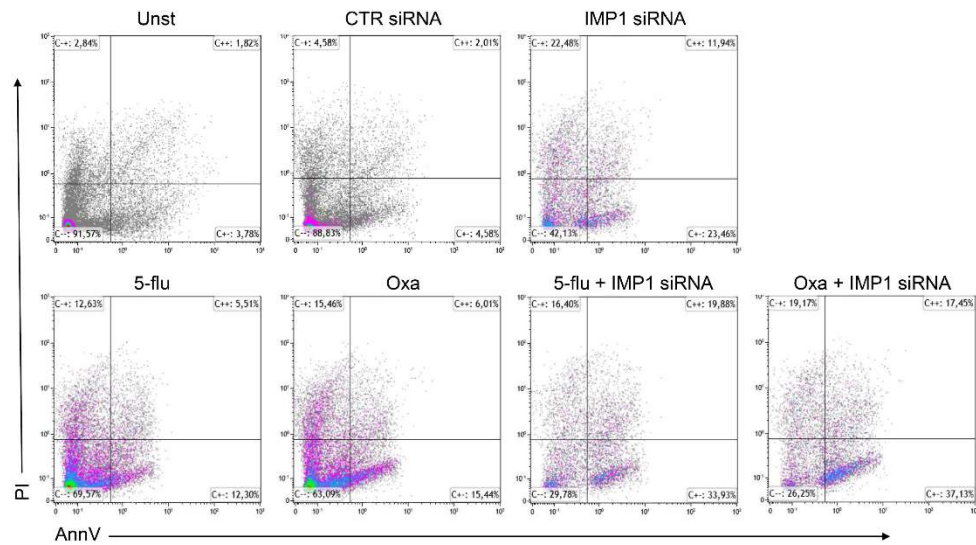 Unst
CTR siRNA
IMP1 siRNA
C-+: 2,84%
C++: 1,82%
C--: 91,57%
C+-: 3,78%
C-+: 4,58%
C++: 2,01%
C--: 88,83%
C+-: 4,58%
C-+: 22,48%
C++: 11,94%
C--: 42,13%
C+-: 23,46%
5-flu
Oxa
5-flu + IMP1 siRNA
Oxa + IMP1 siRNA
C-+: 12,63%
C++: 5,51%
C--: 69,57%
C+-: 12,30%
C-+: 15,46%
C++: 6,01%
C--: 63,09%
C+-: 15,44%
C-+: 16,40%
C++: 19,88%
C--: 29,78%
C+-: 33,93%
C-+: 19,17%
C++: 17,45%
C--: 26,25%
C+-: 37,13%
PI
AnnV